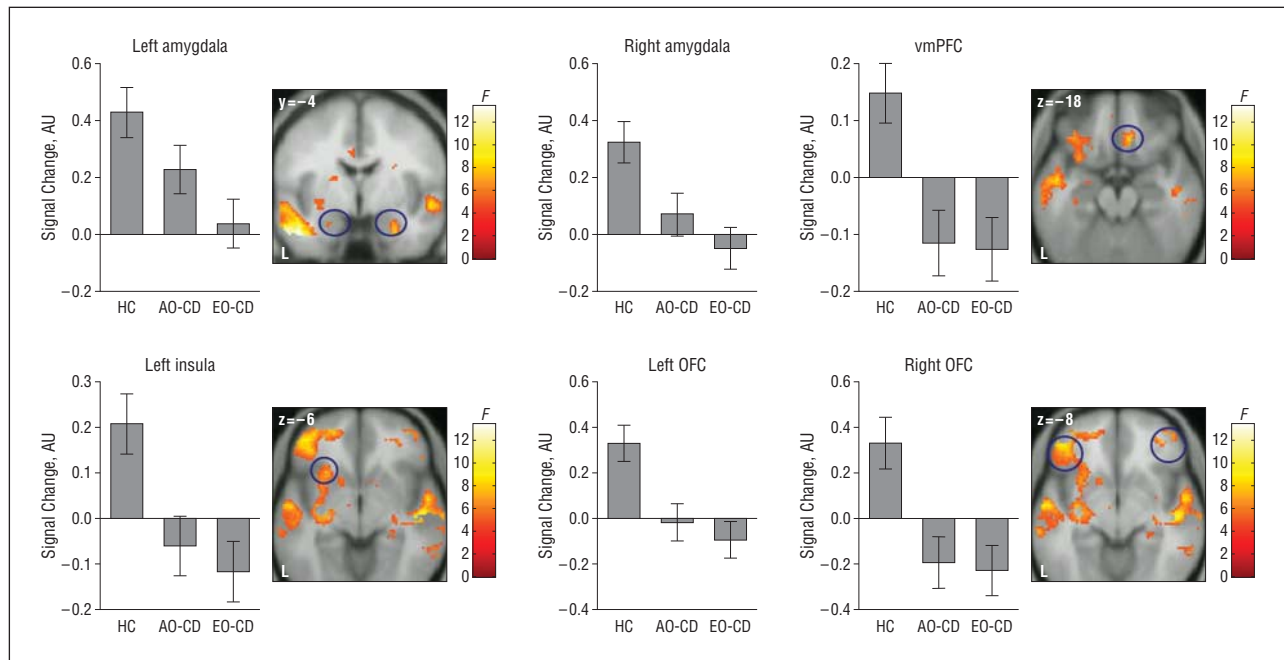 Left amygdala
0.6
0.4
0.2
0.0
−0.2
Signal Change, AU
HC AO-CD EO-CD
y=−4
L
F
12
10
8
6
4
2
0
Right amygdala
0.6
0.4
0.2
0.0
−0.2
Signal Change, AU
HC AO-CD EO-CD
vmPFC
0.2
0.1
0.0
−0.1
−0.2
Signal Change, AU
HC AO-CD EO-CD
z=−18
L
F
12
10
8
6
4
2
0
Left insula
0.3
0.2
0.1
0.0
−0.1
−0.2
Signal Change, AU
HC AO-CD EO-CD
z=−6
L
F
12
10
8
6
4
2
0
Left OFC
0.6
0.4
0.2
0.0
−0.2
−0.4
Signal Change, AU
HC AO-CD EO-CD
Right OFC
0.6
0.4
0.2
0.0
−0.2
−0.4
Signal Change, AU
HC AO-CD EO-CD
z=−8
L
F
12
10
8
6
4
2
0